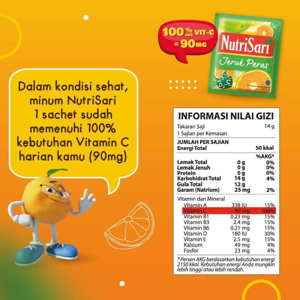 100% VIT-C
= 90MG
NutriSari
Jeruk Peras
Dalam kondisi sehat,
minum NutriSari
1 sachet sudah
memenuhi 100%
kebutuhan Vitamin C
harian kamu (90mg)
INFORMASI NILAI GIZI
Takaran Saji 14 g
1 Sajian per Kemasan
JUMLAH PER SAJIAN
Energi Total 50 kkal
%AKG*
Lemak Total 0 g 0%
Lemak Jenuh 0 g 0%
Protein 0 g 0%
Karbohidrat Total 14 g 4%
Gula Total 12 g
Garam (Natrium) 25 mg 2%
Vitamin dan Mineral
Vitamin A 338 IU 15%
Vitamin C 90 mg 100%
Vitamin B1 0,23 mg 15%
Vitamin B3 2.4 mg 15%
Vitamin B6 0.21 mg 15%
Vitamin D 180 IU 30%
Vitamin E 2.5 mg 15%
Kalsium 49 mg 4%
Fosfor 23 mg 4%
* Persen AKG berdasarkan kebutuhan energi
2150 kkal. Kebutuhan energi Anda mungkin
lebih tinggi atau lebih rendah.